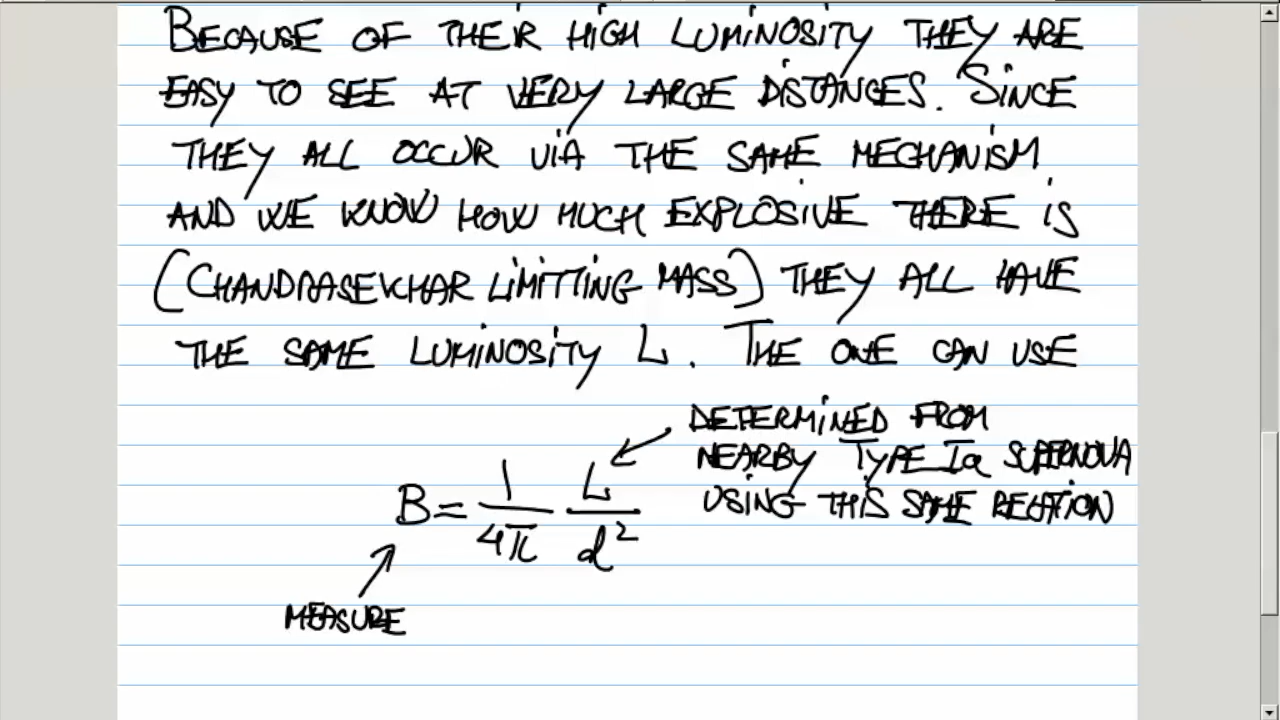 BECAUSE OF THEIR HIGH LUMINOSITY THEY ARE
EASY TO SEE AT VERY LARGE DISTANCES. SINCE
THEY ALL OCCUR VIA THE SAME MECHANISM
AND WE KNOW HOW MUCH EXPLOSIVE THERE IS
(CHANDRASEKHAR LIMITTING MASS) THEY ALL HAVE
THE SAME LUMINOSITY L. THE ONE CAN USE
DETERMINED FROM
NEARBY TYPE Ia SUPERNOVA
USING THIS SAME RELATION
B = 1/4π L/d²
MEASURE